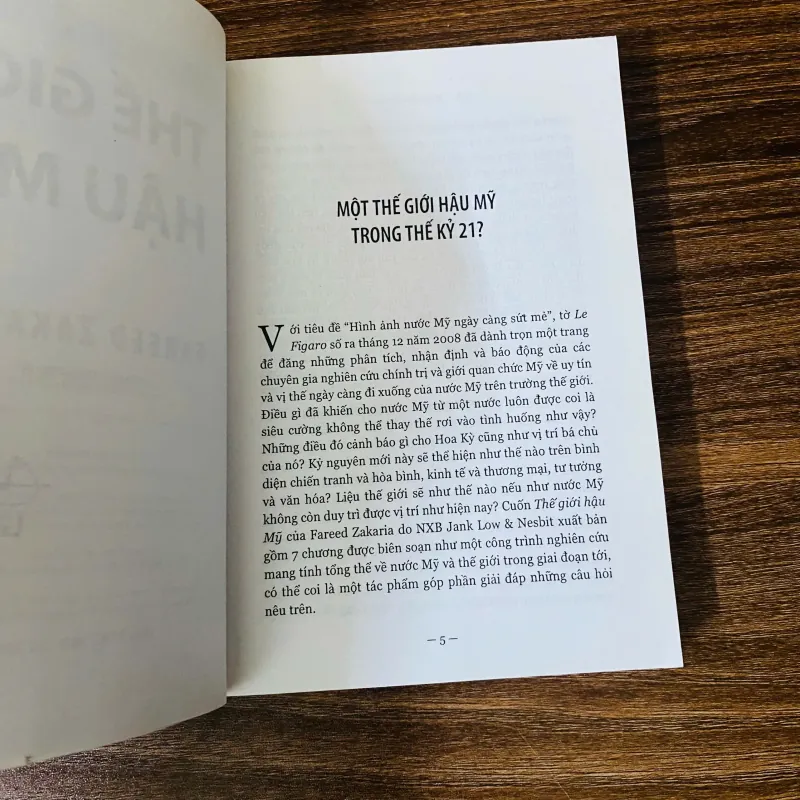 MỘT THẾ GIỚI HẬU MỸ
TRONG THẾ KỶ 21?
Với tiêu đề “Hình ảnh nước Mỹ ngày càng sứt mẻ”, tờ Le
Figaro số ra tháng 12 năm 2008 đã dành trọn một trang
để đăng những phân tích, nhận định và báo động của các
chuyên gia nghiên cứu chính trị và giới quan chức Mỹ về uy tín
và vị thế ngày càng đi xuống của nước Mỹ trên trường thế giới.
Điều gì đã khiến cho nước Mỹ từ một nước luôn được coi là
siêu cường không thể thay thế rơi vào tình huống như vậy?
Những điều đó cảnh báo gì cho Hoa Kỳ cũng như vị trí bá chủ
của nó? Kỷ nguyên mới này sẽ thể hiện như thế nào trên bình
diện chiến tranh và hòa bình, kinh tế và thương mại, tư tưởng
và văn hóa? Liệu thế giới sẽ như thế nào nếu như nước Mỹ
không còn duy trì được vị trí như hiện nay? Cuốn Thế giới hậu
Mỹ của Fareed Zakaria do NXB Jank Low & Nesbit xuất bản
gồm 7 chương được biên soạn như một công trình nghiên cứu
mang tính tổng thể về nước Mỹ và thế giới trong giai đoạn tới,
có thể coi là một tác phẩm góp phần giải đáp những câu hỏi
nêu trên.
— 5 —